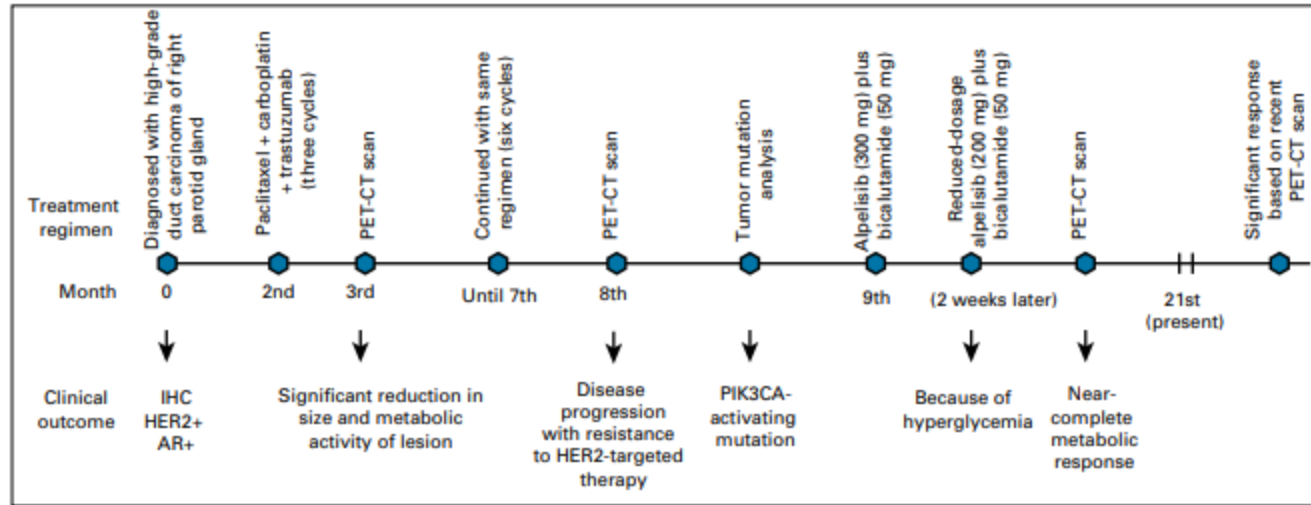 Treatment
regimen
Diagnosed with high-grade
duct carcinoma of right
parotid gland
Paclitaxel + carboplatin
+ trastuzumab
(three cycles)
PET-CT scan
Continued with same
regimen (six cycles)
PET-CT scan
Tumor mutation
analysis
Alpelisib (300 mg) plus
bicalutamide (50 mg)
Reduced-dosage
alpelisib (200 mg) plus
bicalutamide (50 mg)
PET-CT scan
Significant response
based on recent
PET-CT scan
Month
0
2nd
3rd
Until 7th
8th
9th
(2 weeks later)
21st
(present)
Clinical
outcome
IHC
HER2+
AR+
Significant reduction in
size and metabolic
activity of lesion
Disease
progression
with resistance
to HER2-targeted
therapy
PIK3CA-
activating
mutation
Because of
hyperglycemia
Near-
complete
metabolic
response